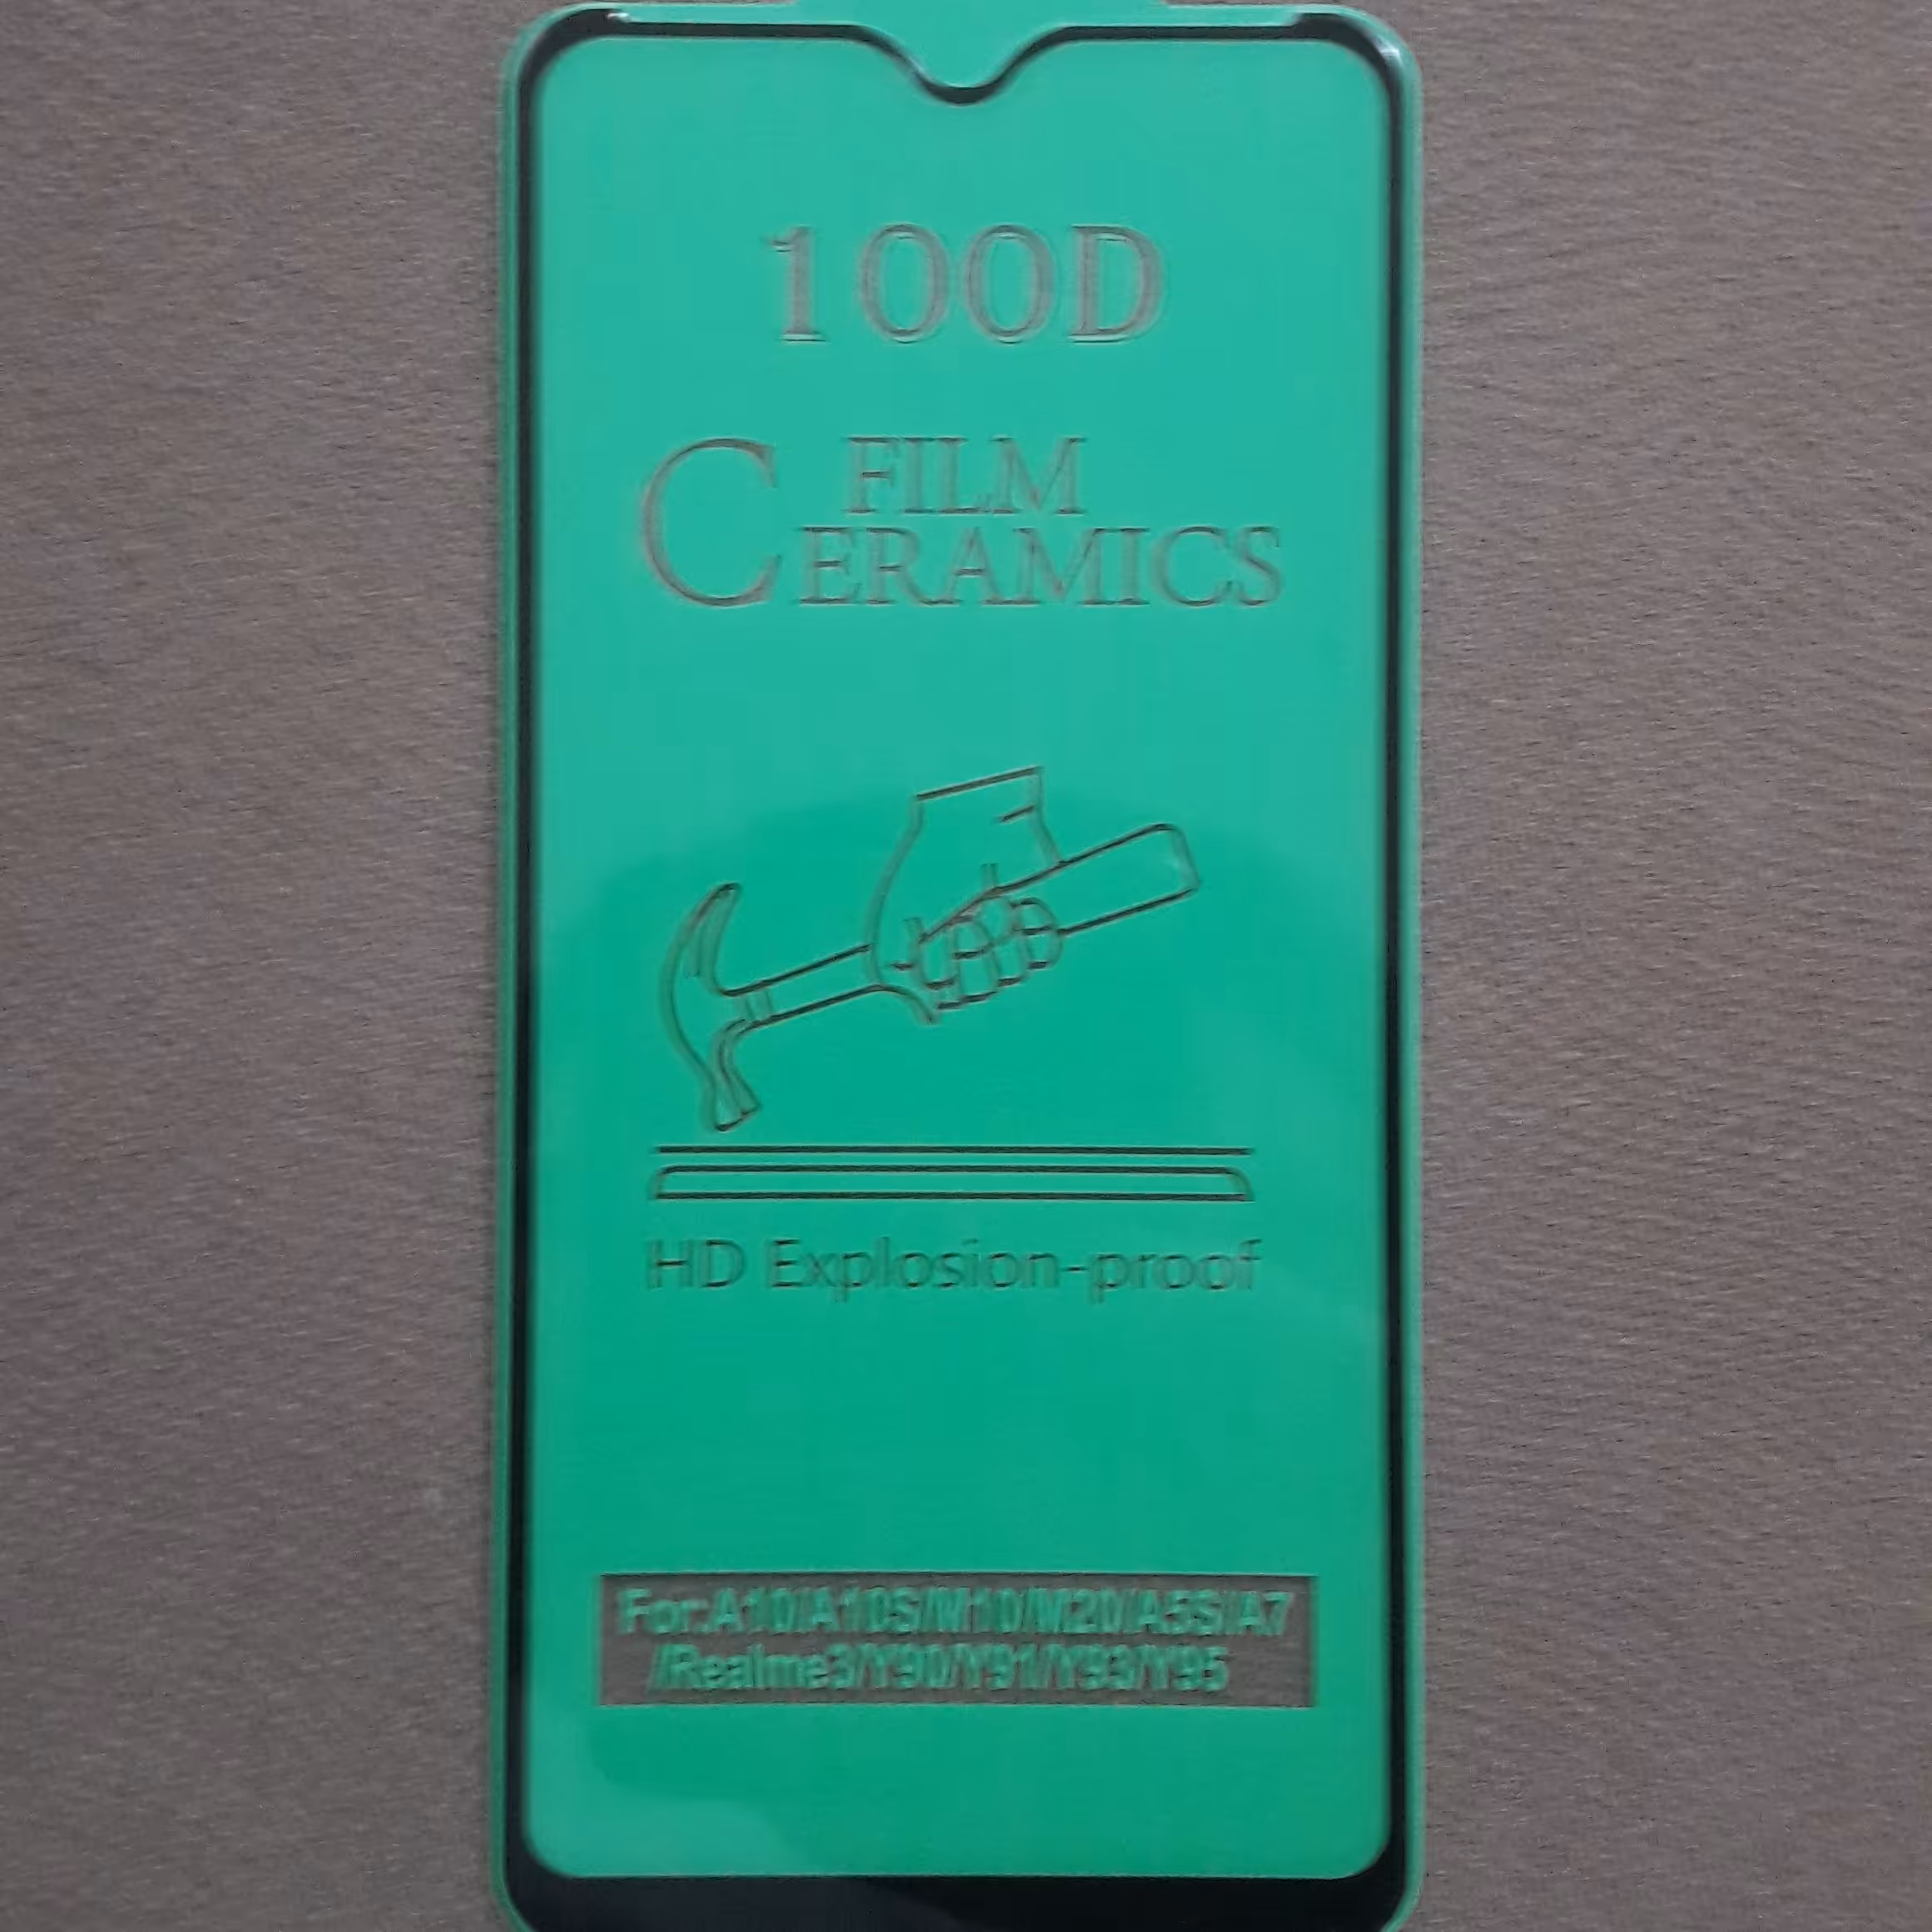 100D
FILM
CERAMICS
HD Explosion-proof
For:A10/A10S/M10/M20/A5S/A7
/Realme3/Y90/Y91/Y93/Y95